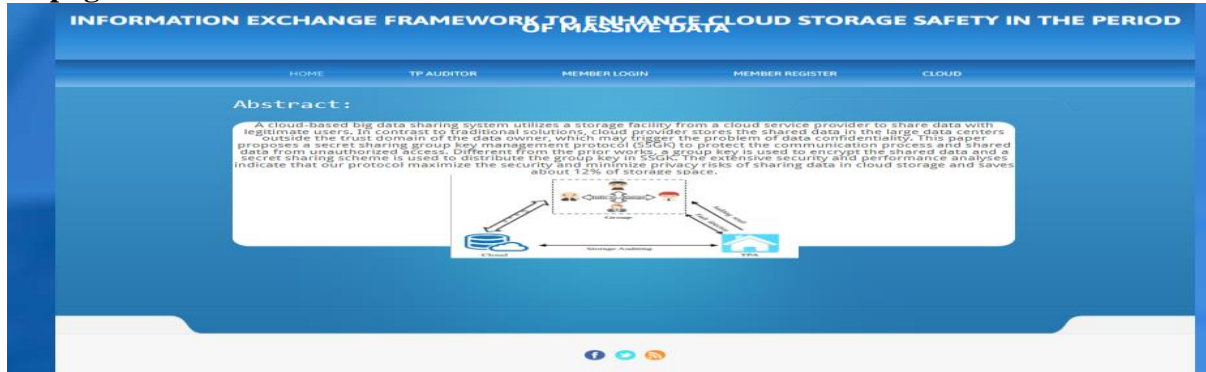 INFORMATION EXCHANGE FRAMEWORK TO ENHANCE CLOUD STORAGE SAFETY IN THE PERIOD
OF MASSIVE DATA
HOME TP AUDITOR MEMBER LOGIN MEMBER REGISTER CLOUD
Abstract:
A cloud-based big data sharing system utilizes a storage facility from a cloud service provider to share data with
legitimate users. In contrast to traditional solutions, cloud provider stores the shared data in the large data centers
outside the trust domain of the data owner, which may trigger the problem of data confidentiality. This paper
proposes a secret sharing group key management protocol (SSGK) to protect the communication process and shared
data from unauthorized access. Different from the prior works, a group key is used to encrypt the shared data and a
secret sharing scheme is used to distribute the group key in SSGK. The extensive security and performance analyses
indicate that our protocol maximize the security and minimize privacy risks of sharing data in cloud storage and saves
about 12% of storage space.
Group
Storage Auditing
Cloud
TPA